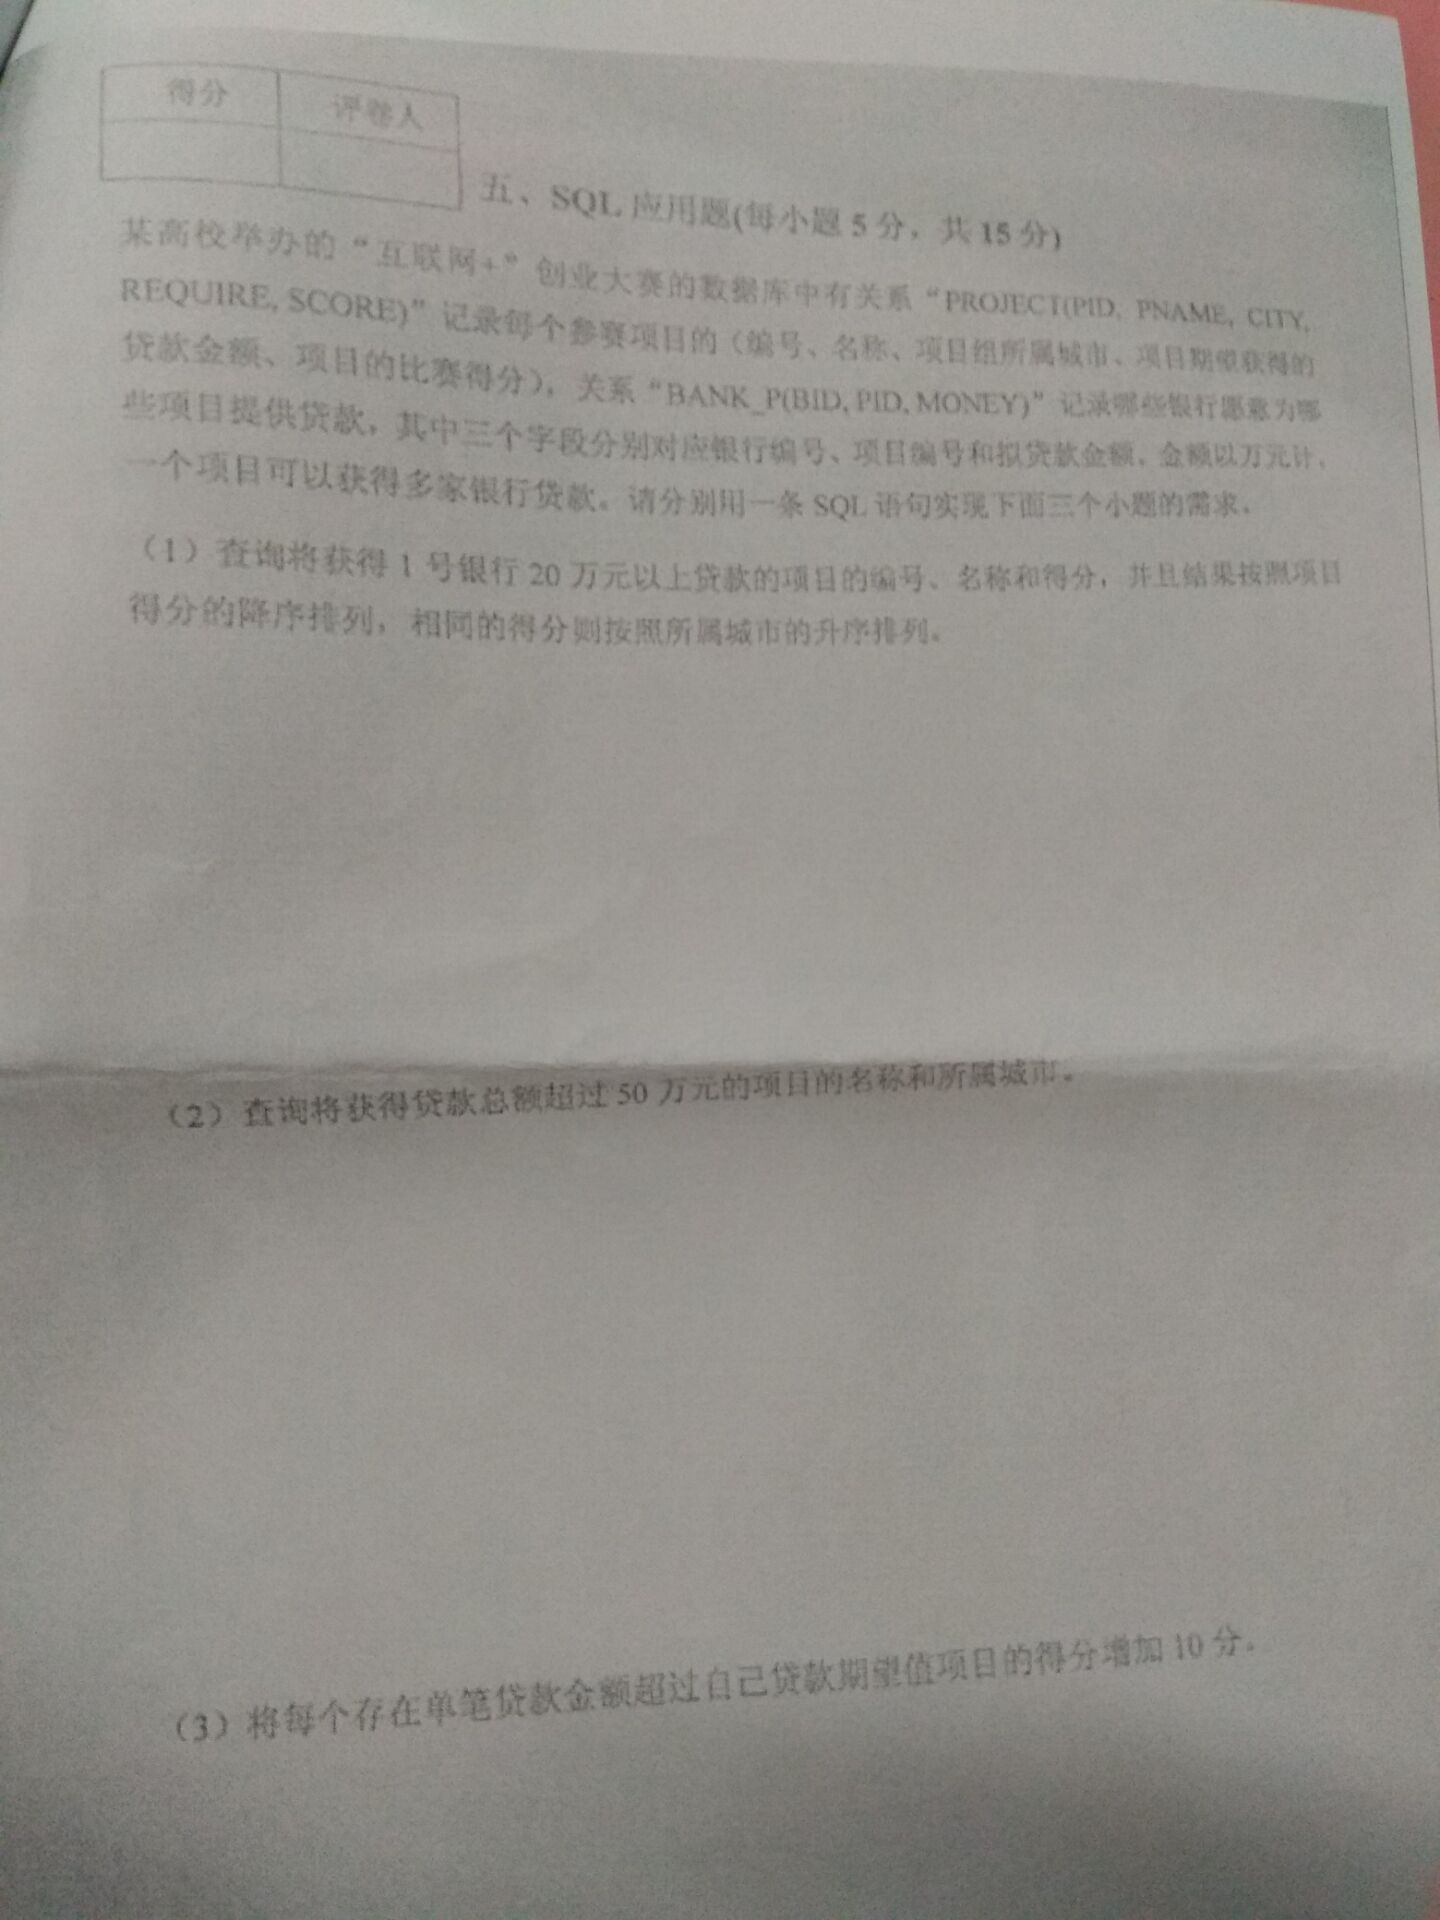 得分 评卷人
五、SQL 应用题(每小题 5 分，共 15 分)
某高校举办的“互联网+”创业大赛的数据库中有关系“PROJECT(PID, PNAME, CITY,
REQUIRE, SCORE)”记录每个参赛项目的（编号、名称、项目组所属城市、项目期望获得的
贷款金额、项目的比赛得分），关系“BANK_P(BID, PID, MONEY)”记录哪些银行愿意为哪
些项目提供贷款，其中三个字段分别对应银行编号、项目编号和拟贷款金额，金额以万元计，
一个项目可以获得多家银行贷款。请分别用一条 SQL 语句实现下面三个小题的需求。
（1）查询将获得 1 号银行 20 万元以上贷款的项目的编号、名称和得分，并且结果按照项目
得分的降序排列，相同的得分则按照所属城市的升序排列。
（2）查询将获得贷款总额超过 50 万元的项目的名称和所属城市。
（3）将每个存在单笔贷款金额超过自己贷款期望值项目的得分增加 10 分。